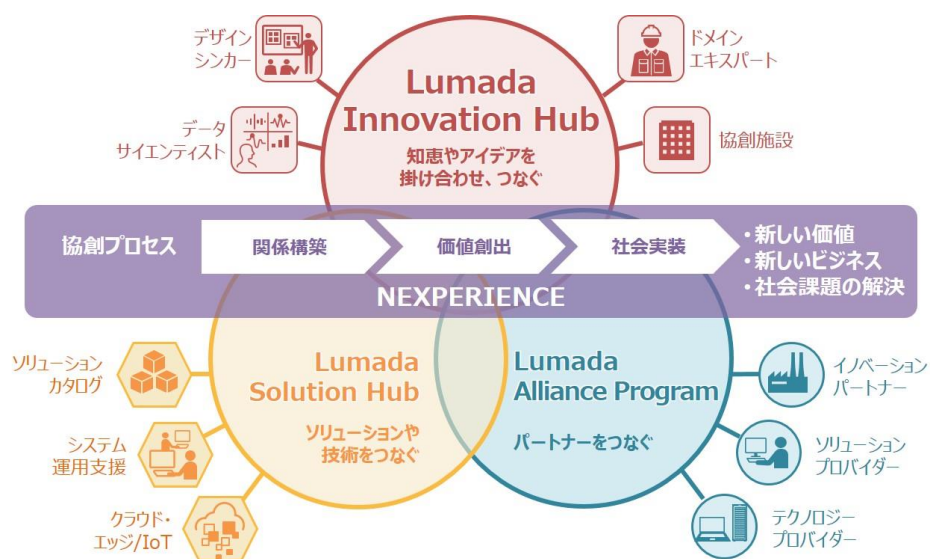 デザイン
シンカー
データ
サイエンティスト
Lumada
Innovation Hub
知恵やアイデアを
掛け合わせ、つなぐ
ドメイン
エキスパート
協創施設
協創プロセス
関係構築
価値創出
社会実装
・新しい価値
・新しいビジネス
・社会課題の解決
NEXPERIENCE
ソリューション
カタログ
システム
運用支援
クラウド・
エッジ/IoT
Lumada
Solution Hub
ソリューションや
技術をつなぐ
Lumada
Alliance Program
パートナーをつなぐ
イノベーション
パートナー
ソリューション
プロバイダー
テクノロジー
プロバイダー